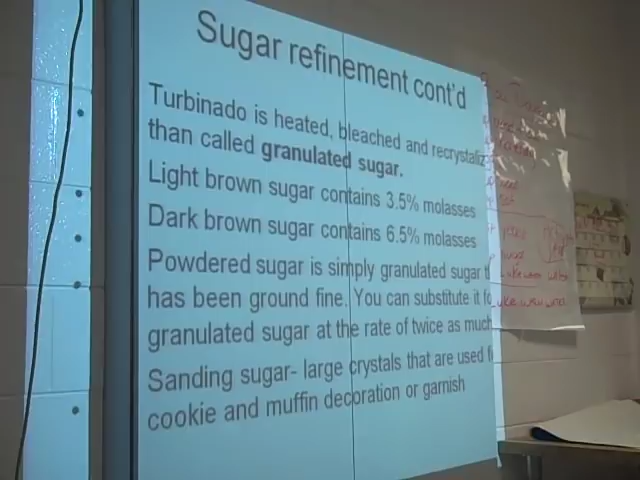 Sugar refinement cont'd
Turbinado is heated, bleached and recrystaliz
than called granulated sugar.
Light brown sugar contains 3.5% molasses
Dark brown sugar contains 6.5% molasses
Powdered sugar is simply granulated sugar t
has been ground fine. You can substitute it fo
granulated sugar at the rate of twice as much
Sanding sugar- large crystals that are used f
cookie and muffin decoration or garnish